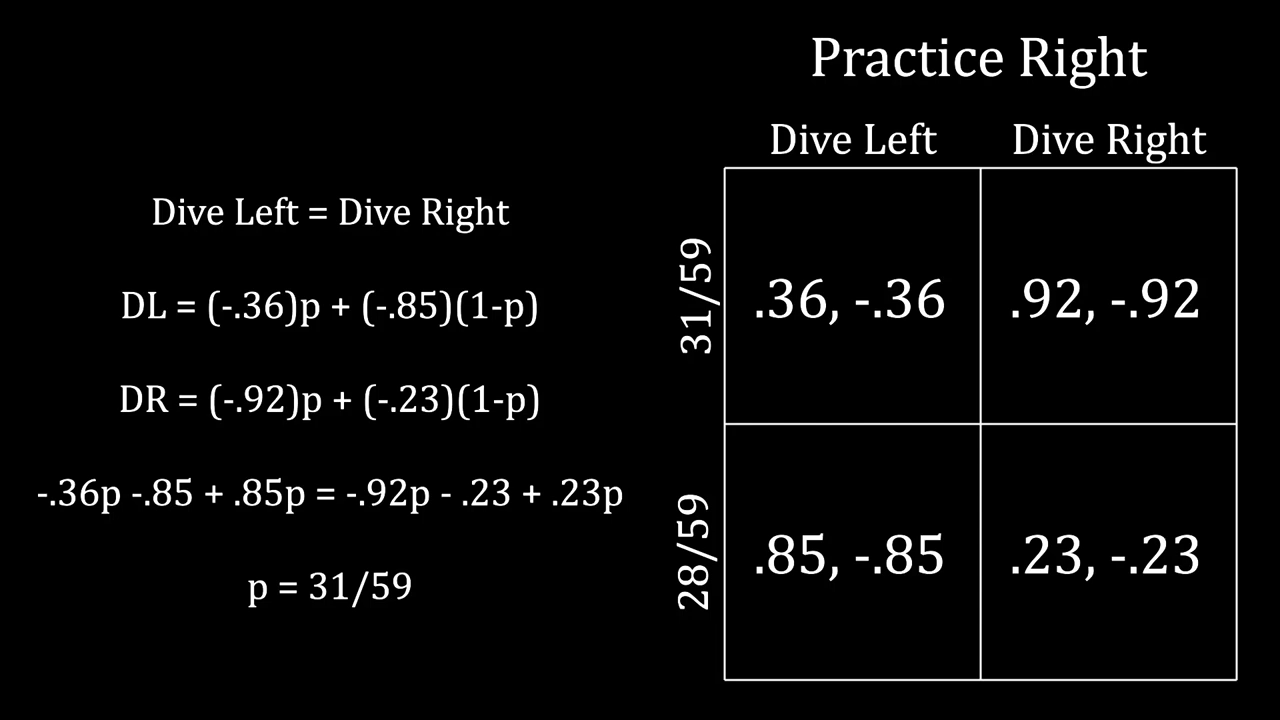 Practice Right
Dive Left Dive Right
Dive Left = Dive Right
DL = (-.36)p + (-.85)(1-p)
DR = (-.92)p + (-.23)(1-p)
-.36p -.85 + .85p = -.92p - .23 + .23p
p = 31/59
31/59
.36, -.36 .92, -.92
28/59
.85, -.85 .23, -.23